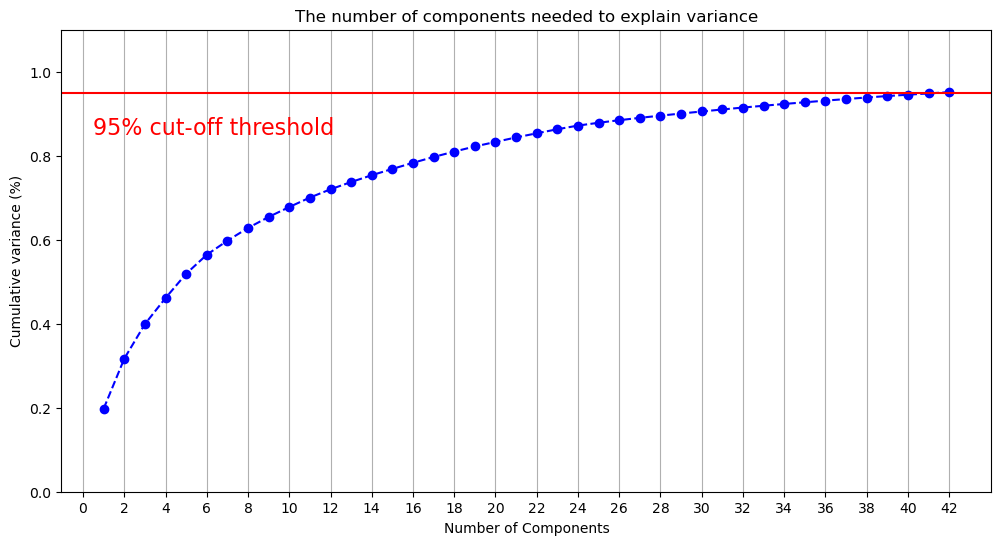 The number of components needed to explain variance
1.0
95% cut-off threshold
0.8
0.6
0.4
0.2
0.0
Cumulative variance (%)
0 2 4 6 8 10 12 14 16 18 20 22 24 26 28 30 32 34 36 38 40 42
Number of Components